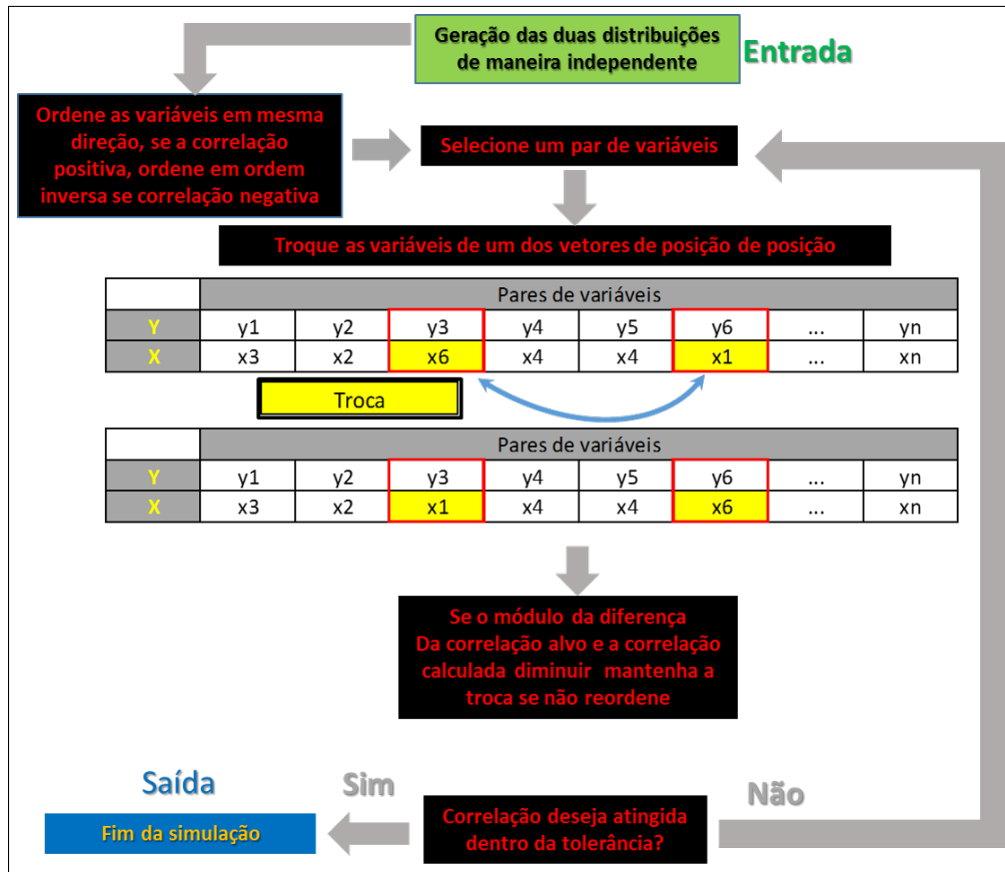 Geração das duas distribuições
de maneira independente
Entrada
Ordene as variáveis em mesma
direção, se a correlação
positiva, ordene em ordem
inversa se correlação negativa
Selecione um par de variáveis
Troque as variáveis de um dos vetores de posição de posição
Pares de variáveis
Y y1 y2 y3 y4 y5 y6 ... yn
X x3 x2 x6 x4 x4 x1 ... xn
Troca
Pares de variáveis
Y y1 y2 y3 y4 y5 y6 ... yn
X x3 x2 x1 x4 x4 x6 ... xn
Se o módulo da diferença
Da correlação alvo e a correlação
calculada diminuir mantenha a
troca se não reordene
Saída
Sim
Não
Fim da simulação
Correlação deseja atingida
dentro da tolerância?